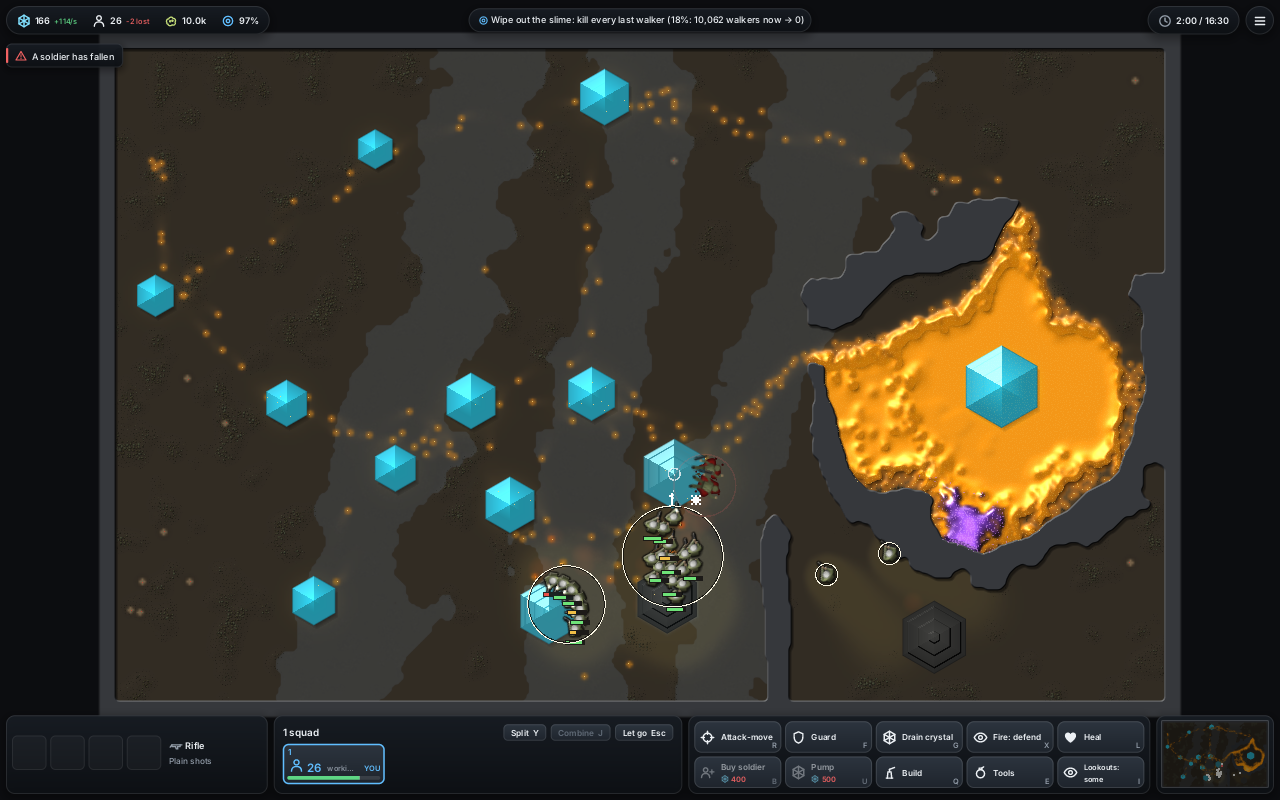 166 +114/s 26 -2 lost 10.0k 97%
Wipe out the slime: kill every last walker (18%: 10,062 walkers now → 0)
2:00 / 16:30
A soldier has fallen
1
Rifle
Plain shots
1 squad
Split Y
Combine J
Let go Esc
1
26 worki... YOU
Attack-move R
Guard F
Drain crystal G
Fire: defend X
Heal L
Buy soldier 400 B
Pump 500 U
Build Q
Tools E
Lookouts: some I